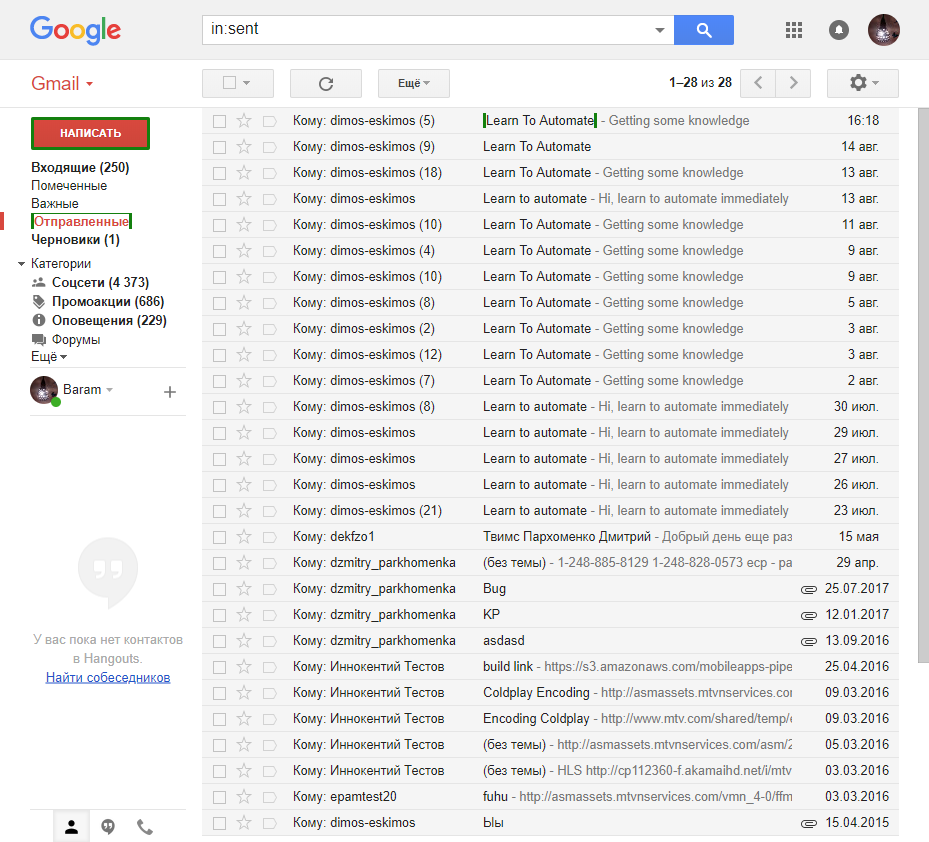 Google
in:sent
Gmail
Ещё
1–28 из 28
НАПИСАТЬ
Входящие (250)
Помеченные
Важные
Отправленные
Черновики (1)
Категории
Соцсети (4 373)
Промоакции (686)
Оповещения (229)
Форумы
Ещё
Baram
У вас пока нет контактов
в Hangouts.
Найти собеседников
Кому: dimos-eskimos (5) Learn To Automate - Getting some knowledge 16:18
Кому: dimos-eskimos (9) Learn To Automate 14 авг.
Кому: dimos-eskimos (18) Learn To Automate - Getting some knowledge 13 авг.
Кому: dimos-eskimos Learn to automate - Hi, learn to automate immediately 13 авг.
Кому: dimos-eskimos (10) Learn To Automate - Getting some knowledge 11 авг.
Кому: dimos-eskimos (4) Learn To Automate - Getting some knowledge 9 авг.
Кому: dimos-eskimos (10) Learn To Automate - Getting some knowledge 9 авг.
Кому: dimos-eskimos (8) Learn To Automate - Getting some knowledge 5 авг.
Кому: dimos-eskimos (2) Learn To Automate - Getting some knowledge 3 авг.
Кому: dimos-eskimos (12) Learn To Automate - Getting some knowledge 3 авг.
Кому: dimos-eskimos (7) Learn To Automate - Getting some knowledge 2 авг.
Кому: dimos-eskimos (8) Learn to automate - Hi, learn to automate immediately 30 июл.
Кому: dimos-eskimos Learn to automate - Hi, learn to automate immediately 29 июл.
Кому: dimos-eskimos Learn to automate - Hi, learn to automate immediately 27 июл.
Кому: dimos-eskimos Learn to automate - Hi, learn to automate immediately 26 июл.
Кому: dimos-eskimos (21) Learn to automate - Hi, learn to automate immediately 23 июл.
Кому: dekfzo1 Твимс Пархоменко Дмитрий - Добрый день еще раз 15 мая
Кому: dzmitry_parkhomenka (без темы) - 1-248-885-8129 1-248-828-0573 еср - ра 29 апр.
Кому: dzmitry_parkhomenka Bug 25.07.2017
Кому: dzmitry_parkhomenka KP 12.01.2017
Кому: dzmitry_parkhomenka asdasd 13.09.2016
Кому: Иннокентий Тестов build link - https://s3.amazonaws.com/mobileapps-pipe 25.04.2016
Кому: Иннокентий Тестов Coldplay Encoding - http://asmassets.mtvnservices.co 09.03.2016
Кому: Иннокентий Тестов Encoding Coldplay - http://www.mtv.com/shared/temp/ 09.03.2016
Кому: Иннокентий Тестов (без темы) - http://asmassets.mtvnservices.com/asm/2 05.03.2016
Кому: Иннокентий Тестов (без темы) - HLS http://cp112360-f.akamaihd.net/i/mtv 03.03.2016
Кому: epamtest20 fuhu - http://asmassets.mtvnservices.com/vmn_4-0/ffm 03.03.2016
Кому: dimos-eskimos Ыы 15.04.2015